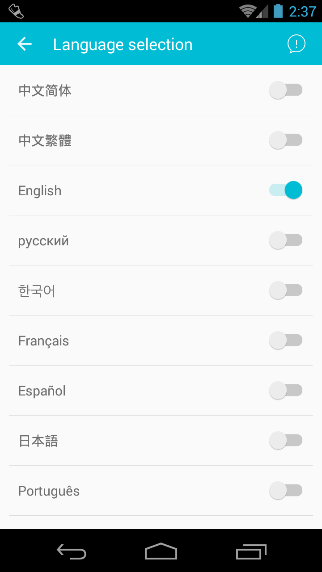 2:37
Language selection
中文简体
中文繁體
English
русский
한국어
Français
Español
日本語
Português